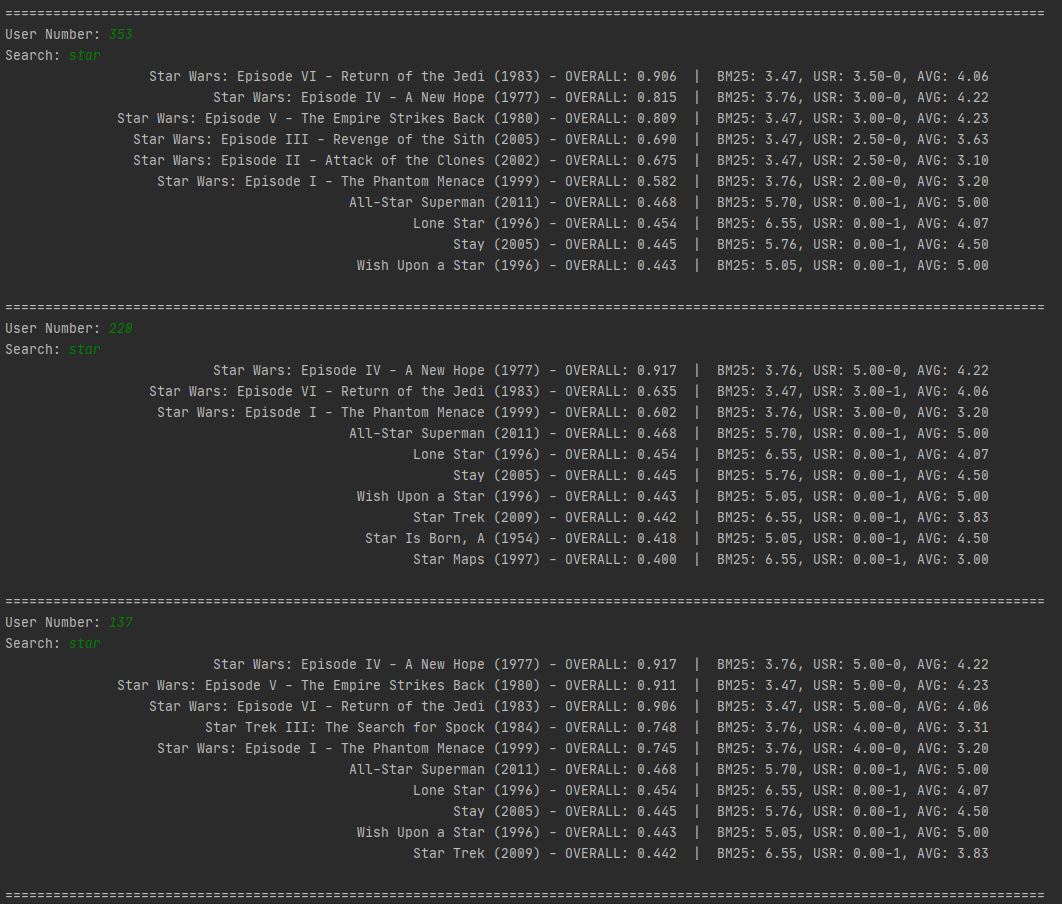 ==================================================================================================================================
User Number: 353
Search: star
Star Wars: Episode VI - Return of the Jedi (1983) - OVERALL: 0.906  |  BM25: 3.47, USR: 3.50-0, AVG: 4.06
Star Wars: Episode IV - A New Hope (1977) - OVERALL: 0.815  |  BM25: 3.76, USR: 3.00-0, AVG: 4.22
Star Wars: Episode V - The Empire Strikes Back (1980) - OVERALL: 0.809  |  BM25: 3.47, USR: 3.00-0, AVG: 4.23
Star Wars: Episode III - Revenge of the Sith (2005) - OVERALL: 0.690  |  BM25: 3.47, USR: 2.50-0, AVG: 3.63
Star Wars: Episode II - Attack of the Clones (2002) - OVERALL: 0.675  |  BM25: 3.47, USR: 2.50-0, AVG: 3.10
Star Wars: Episode I - The Phantom Menace (1999) - OVERALL: 0.582  |  BM25: 3.76, USR: 2.00-0, AVG: 3.20
All-Star Superman (2011) - OVERALL: 0.468  |  BM25: 5.70, USR: 0.00-1, AVG: 5.00
Lone Star (1996) - OVERALL: 0.454  |  BM25: 6.55, USR: 0.00-1, AVG: 4.07
Stay (2005) - OVERALL: 0.445  |  BM25: 5.76, USR: 0.00-1, AVG: 4.50
Wish Upon a Star (1996) - OVERALL: 0.443  |  BM25: 5.05, USR: 0.00-1, AVG: 5.00
==================================================================================================================================
User Number: 220
Search: star
Star Wars: Episode IV - A New Hope (1977) - OVERALL: 0.917  |  BM25: 3.76, USR: 5.00-0, AVG: 4.22
Star Wars: Episode VI - Return of the Jedi (1983) - OVERALL: 0.635  |  BM25: 3.47, USR: 3.00-1, AVG: 4.06
Star Wars: Episode I - The Phantom Menace (1999) - OVERALL: 0.602  |  BM25: 3.76, USR: 3.00-0, AVG: 3.20
All-Star Superman (2011) - OVERALL: 0.468  |  BM25: 5.70, USR: 0.00-1, AVG: 5.00
Lone Star (1996) - OVERALL: 0.454  |  BM25: 6.55, USR: 0.00-1, AVG: 4.07
Stay (2005) - OVERALL: 0.445  |  BM25: 5.76, USR: 0.00-1, AVG: 4.50
Wish Upon a Star (1996) - OVERALL: 0.443  |  BM25: 5.05, USR: 0.00-1, AVG: 5.00
Star Trek (2009) - OVERALL: 0.442  |  BM25: 6.55, USR: 0.00-1, AVG: 3.83
Star Is Born, A (1954) - OVERALL: 0.418  |  BM25: 5.05, USR: 0.00-1, AVG: 4.50
Star Maps (1997) - OVERALL: 0.400  |  BM25: 6.55, USR: 0.00-1, AVG: 3.00
==================================================================================================================================
User Number: 137
Search: star
Star Wars: Episode IV - A New Hope (1977) - OVERALL: 0.917  |  BM25: 3.76, USR: 5.00-0, AVG: 4.22
Star Wars: Episode V - The Empire Strikes Back (1980) - OVERALL: 0.911  |  BM25: 3.47, USR: 5.00-0, AVG: 4.23
Star Wars: Episode VI - Return of the Jedi (1983) - OVERALL: 0.906  |  BM25: 3.47, USR: 5.00-0, AVG: 4.06
Star Trek III: The Search for Spock (1984) - OVERALL: 0.748  |  BM25: 3.76, USR: 4.00-0, AVG: 3.31
Star Wars: Episode I - The Phantom Menace (1999) - OVERALL: 0.745  |  BM25: 3.76, USR: 4.00-0, AVG: 3.20
All-Star Superman (2011) - OVERALL: 0.468  |  BM25: 5.70, USR: 0.00-1, AVG: 5.00
Lone Star (1996) - OVERALL: 0.454  |  BM25: 6.55, USR: 0.00-1, AVG: 4.07
Stay (2005) - OVERALL: 0.445  |  BM25: 5.76, USR: 0.00-1, AVG: 4.50
Wish Upon a Star (1996) - OVERALL: 0.443  |  BM25: 5.05, USR: 0.00-1, AVG: 5.00
Star Trek (2009) - OVERALL: 0.442  |  BM25: 6.55, USR: 0.00-1, AVG: 3.83
==================================================================================================================================